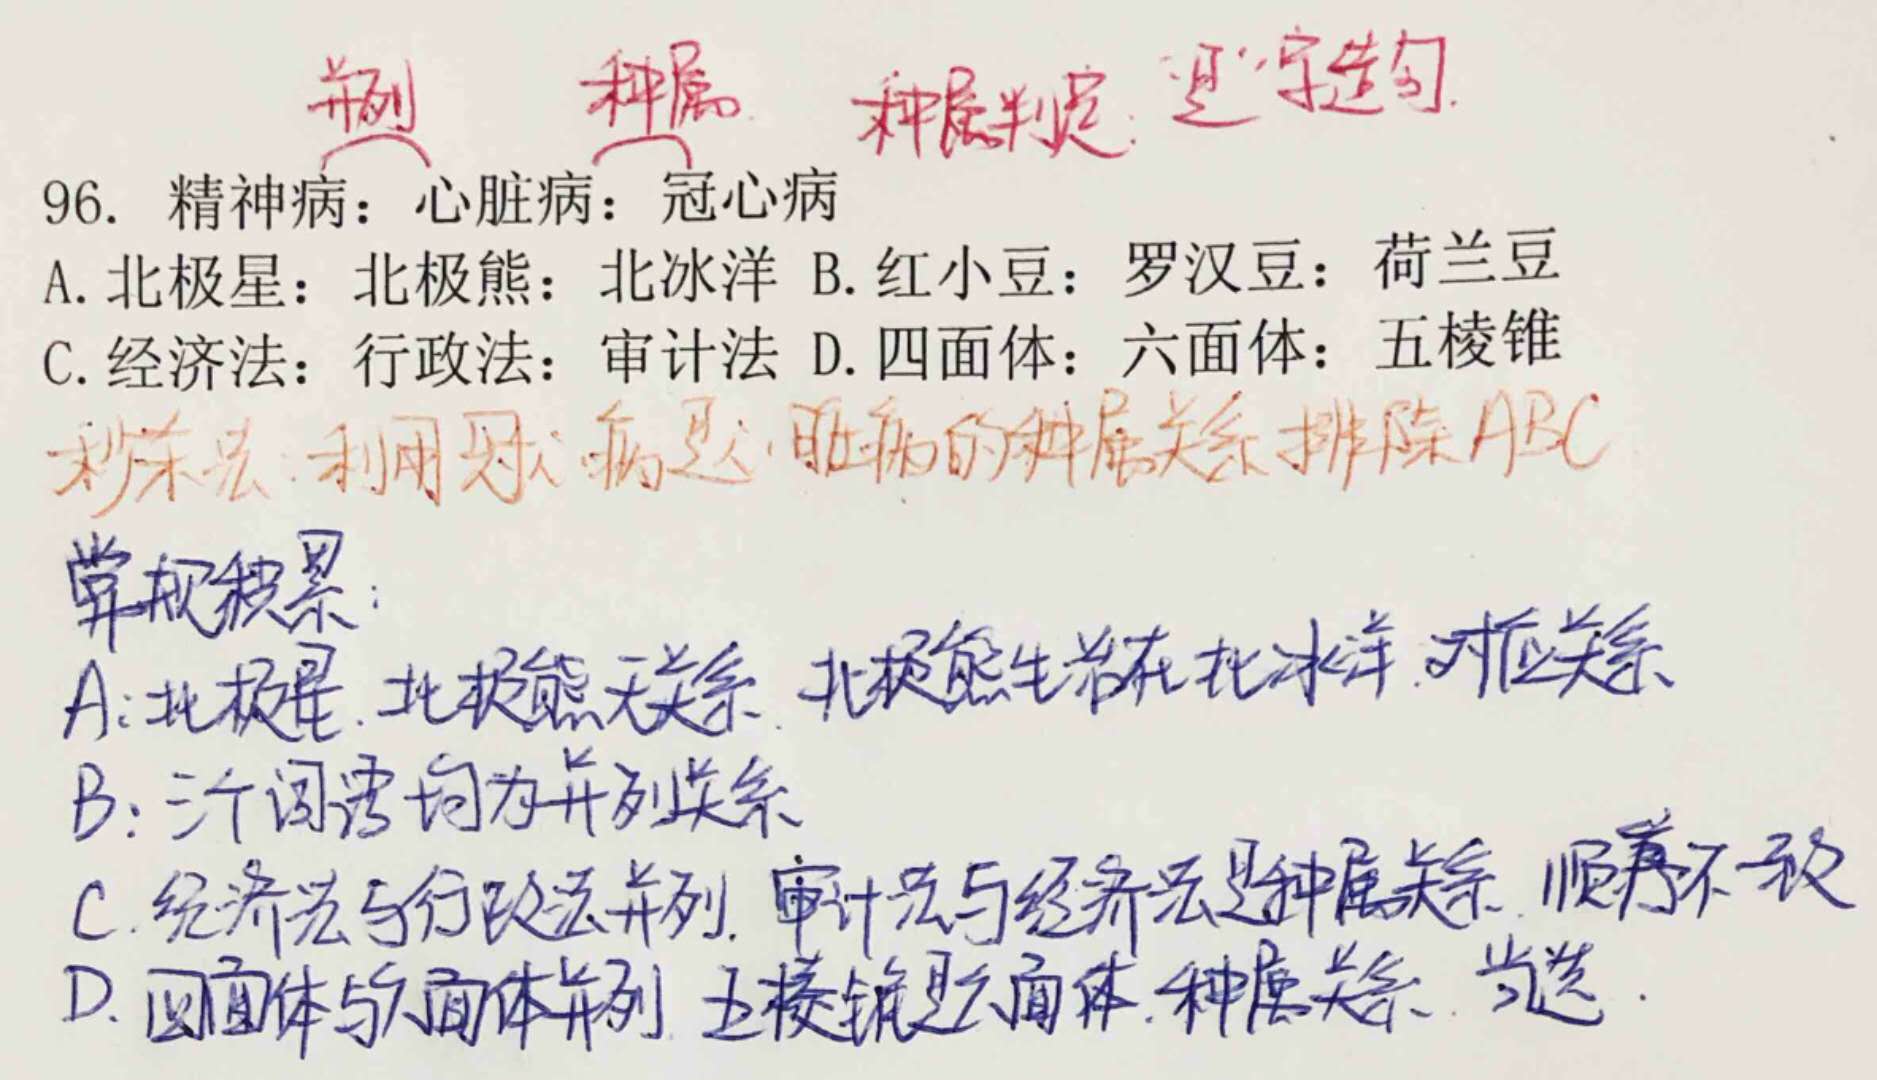 并列 种属 种属判定:“是”字造句.
96. 精神病：心脏病：冠心病
A.北极星：北极熊：北冰洋 B.红小豆：罗汉豆：荷兰豆
C.经济法：行政法：审计法 D.四面体：六面体：五棱锥
秒杀法:利用冠心病是心脏病的种属关系排除ABC
常规积累:
A:北极星.北极熊无关系.北极熊生活在北冰洋.对应关系
B:三个词语均为并列关系
C.经济法与行政法并列.审计法与经济法是种属关系.顺序不一致
D.四面体与六面体并列.五棱锥是六面体.种属关系.当选.